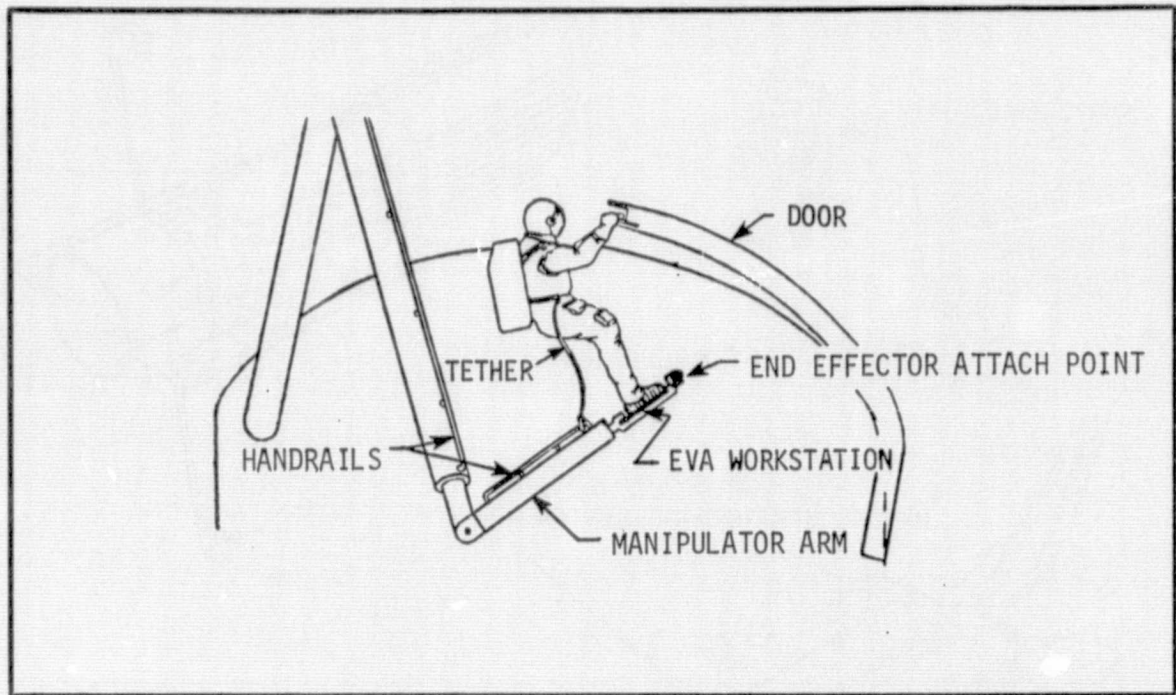 DOOR
TETHER
END EFFECTOR ATTACH POINT
HANDRAILS
EVA WORKSTATION
MANIPULATOR ARM